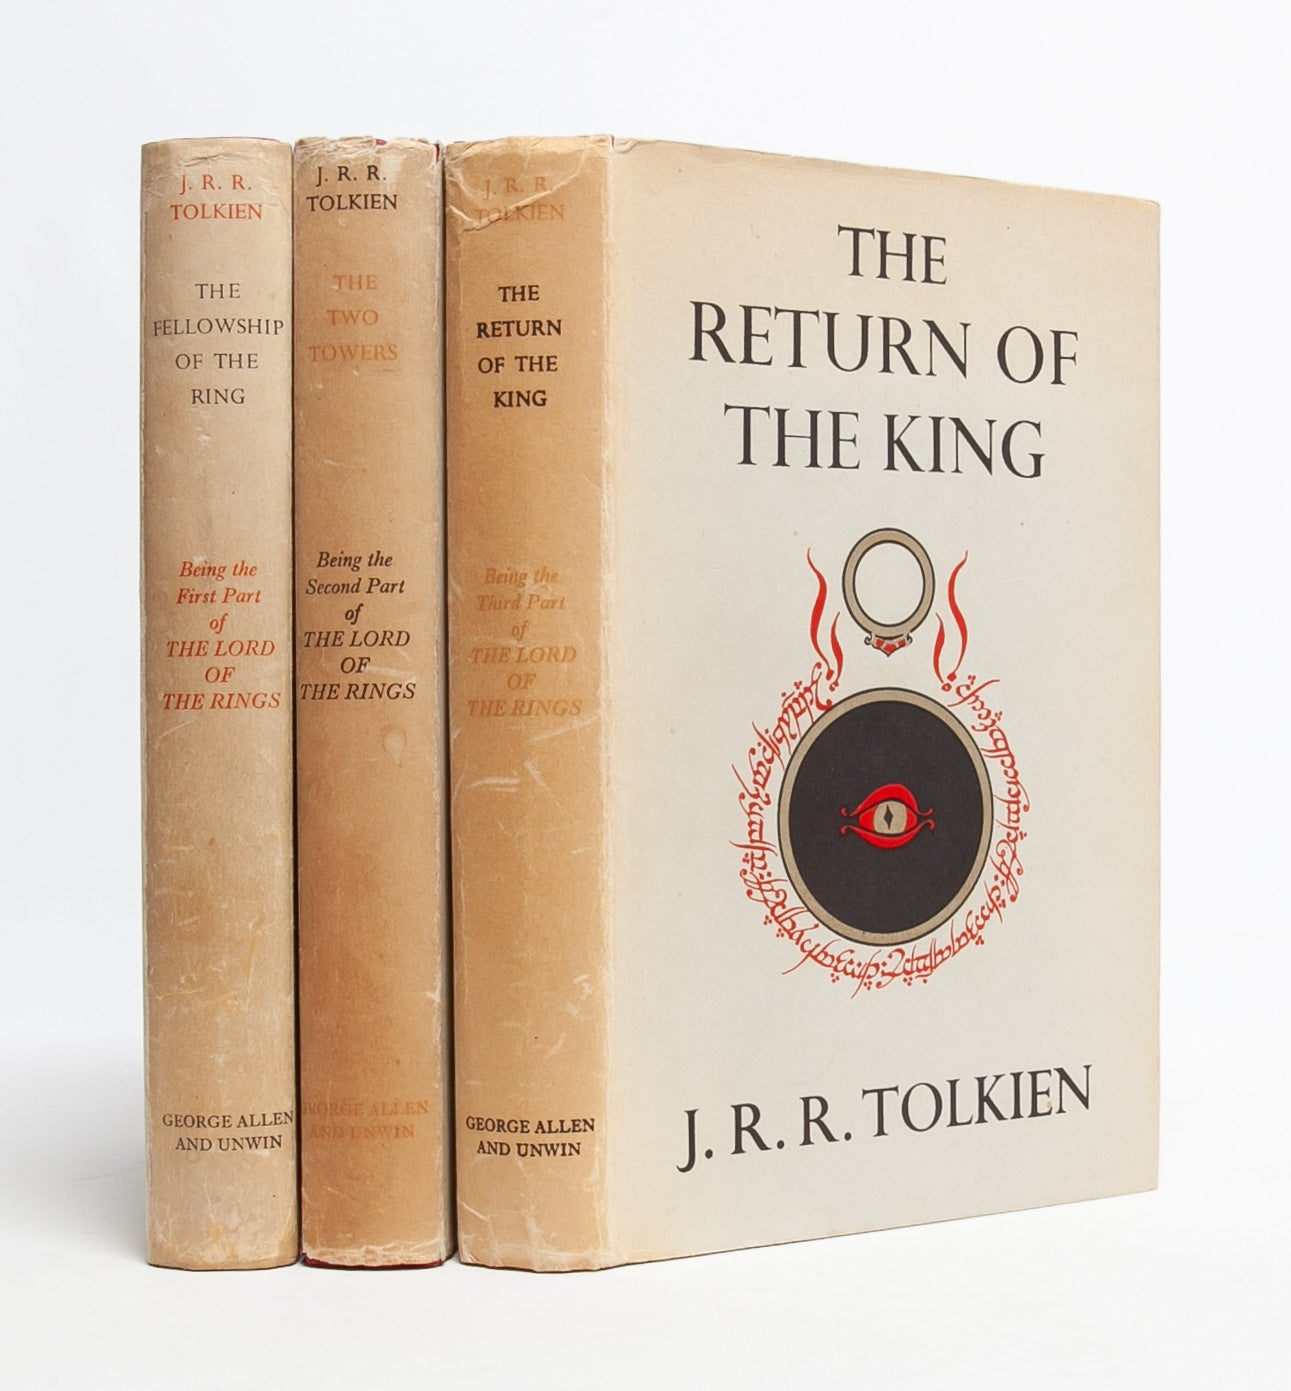 J. R. R.
TOLKIEN
THE
FELLOWSHIP
OF THE
RING
Being the
First Part
of
THE LORD
OF
THE RINGS
GEORGE ALLEN
AND UNWIN
J. R. R.
TOLKIEN
THE
TWO
TOWERS
Being the
Second Part
of
THE LORD
OF
THE RINGS
GEORGE ALLEN
AND UNWIN
J. R. R.
TOLKIEN
THE
RETURN
OF THE
KING
Being the
Third Part
of
THE LORD
OF
THE RINGS
GEORGE ALLEN
AND UNWIN
THE
RETURN OF
THE KING
J. R. R. TOLKIEN